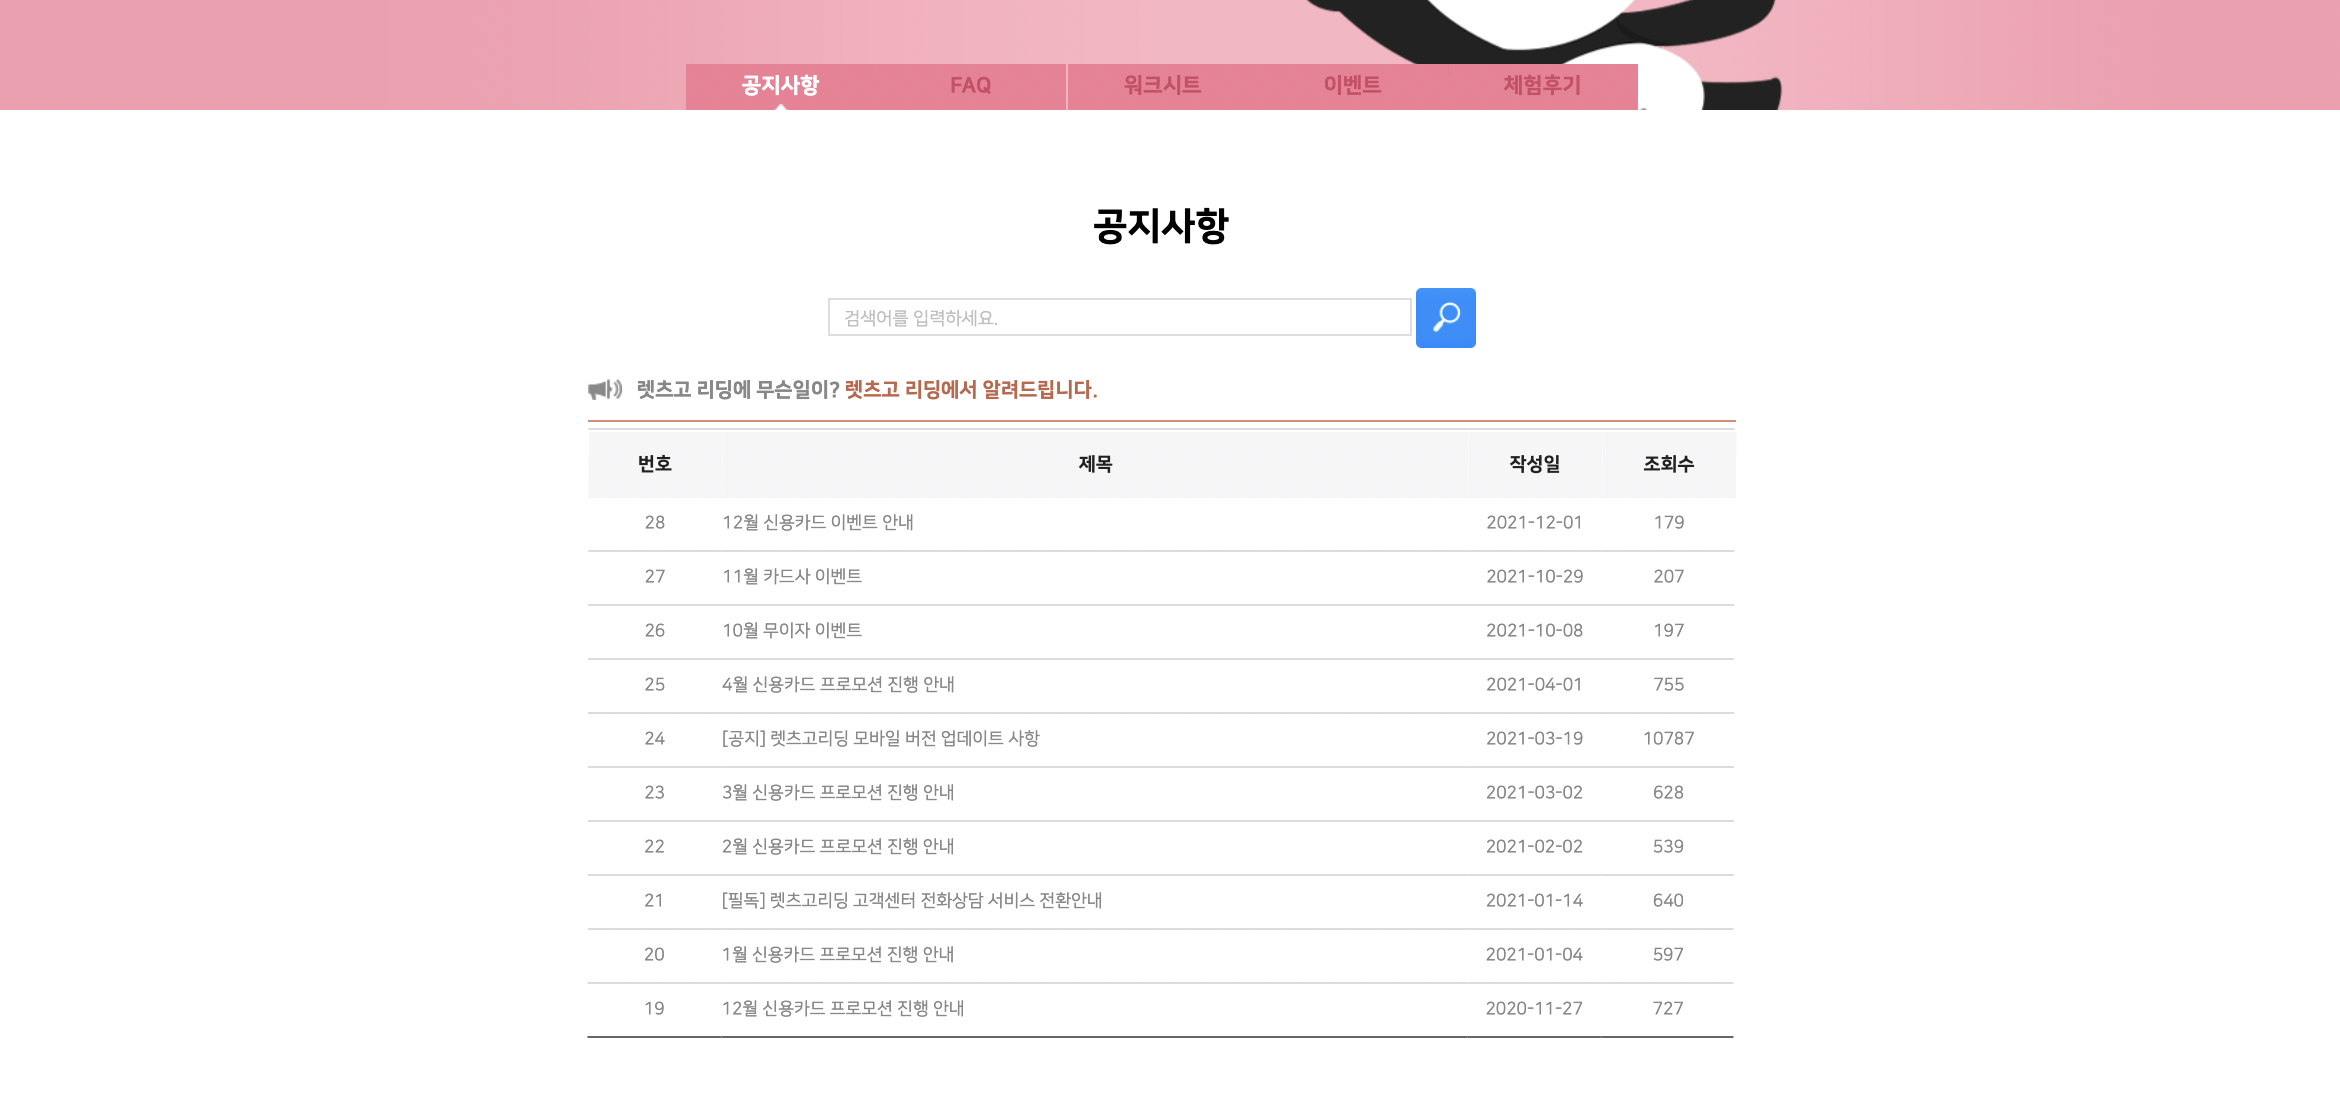 공지사항 FAQ 워크시트 이벤트 체험후기
공지사항
검색어를 입력하세요.
렛츠고 리딩에 무슨일이? 렛츠고 리딩에서 알려드립니다.
번호 제목 작성일 조회수
28 12월 신용카드 이벤트 안내 2021-12-01 179
27 11월 카드사 이벤트 2021-10-29 207
26 10월 무이자 이벤트 2021-10-08 197
25 4월 신용카드 프로모션 진행 안내 2021-04-01 755
24 [공지] 렛츠고리딩 모바일 버전 업데이트 사항 2021-03-19 10787
23 3월 신용카드 프로모션 진행 안내 2021-03-02 628
22 2월 신용카드 프로모션 진행 안내 2021-02-02 539
21 [필독] 렛츠고리딩 고객센터 전화상담 서비스 전환안내 2021-01-14 640
20 1월 신용카드 프로모션 진행 안내 2021-01-04 597
19 12월 신용카드 프로모션 진행 안내 2020-11-27 727